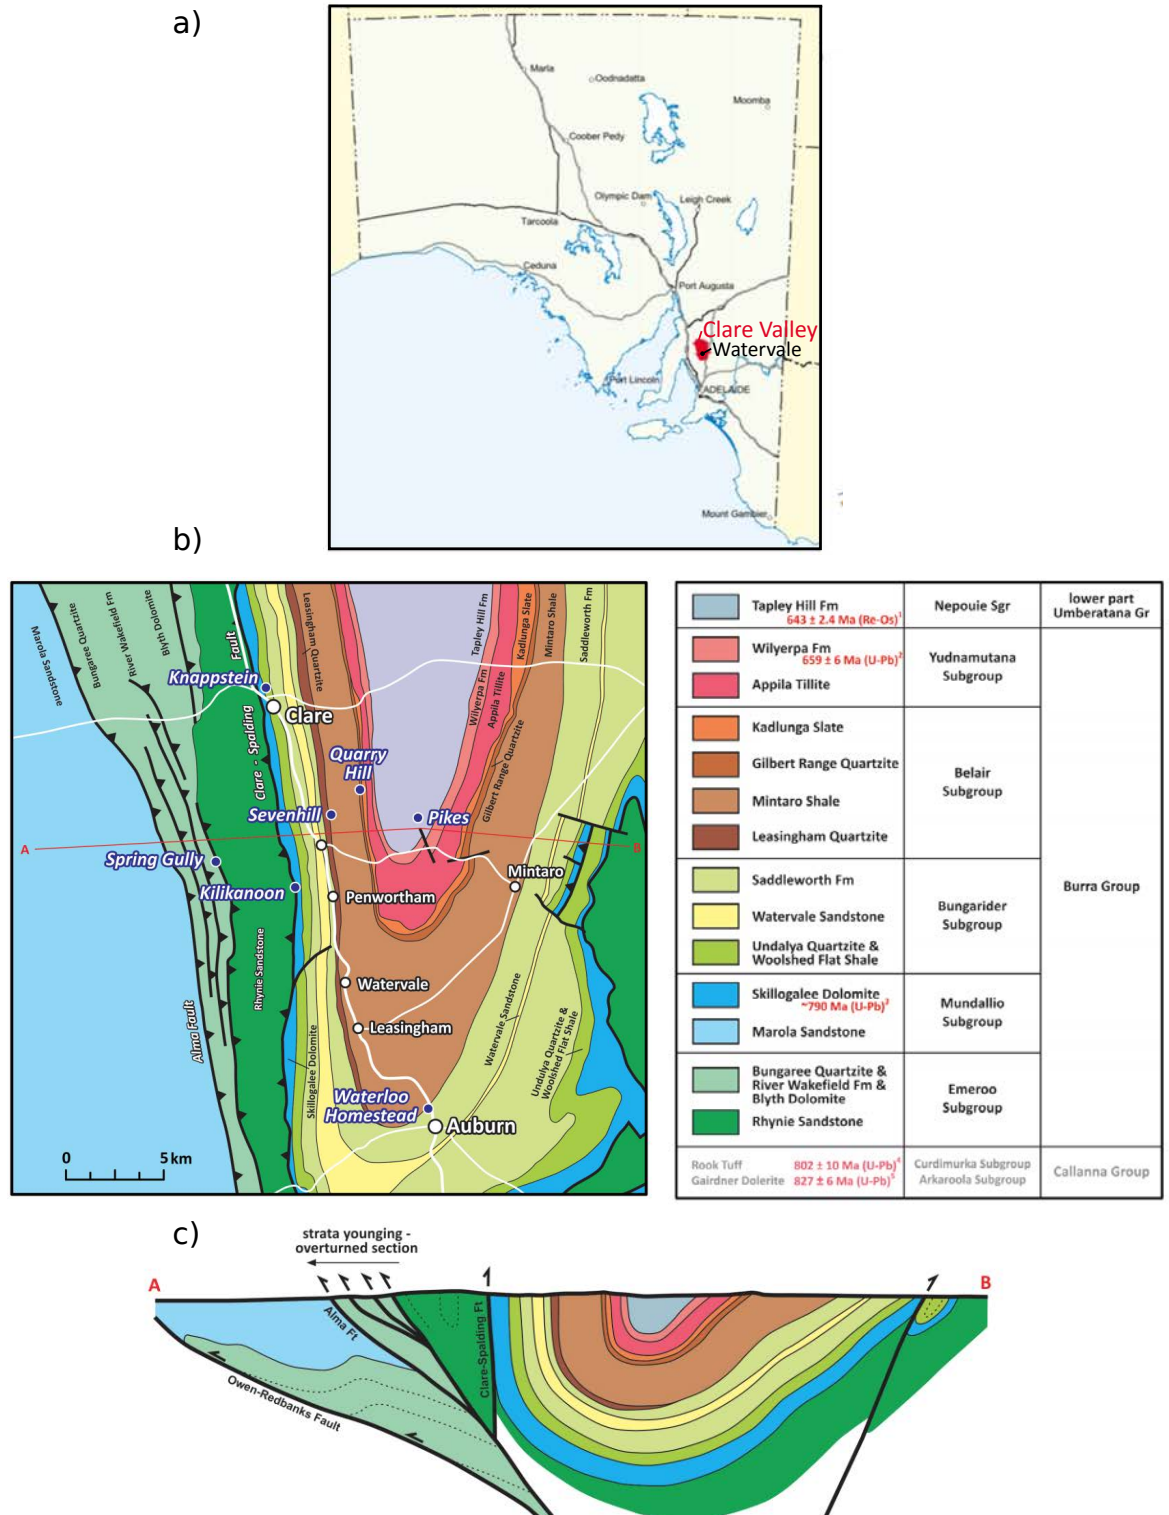 a)
Marla
Oodnadatta
Moomba
Coober Pedy
Olympic Dam
Leigh Creek
Tarcoola
Ceduna
Port Augusta
Clare Valley
Watervale
Port Lincoln
ADELAIDE
Mount Gambier
b)
Marola Sandstone
Bungaree Quartzite
River Wakefield Fm
Blyth Dolomite
Fault
Leasingham Quartzite
Tapley Hill Fm
Kadlunga Slate
Mintaro Shale
Saddleworth Fm
Knappstein
Clare
Wilyerpa Fm
Appila Tillite
Clare - Spalding
Quarry
Hill
Gilbert Range Quartzite
Sevenhill
Pikes
A
B
Spring Gully
Mintaro
Kilikanoon
Penwortham
Rhynie Sandstone
Watervale
Watervale Sandstone
Alma Fault
Leasingham
Skillogalee Dolomite
Undulya Quartzite &
Woolshed Flat Shale
Waterloo
Homestead
Auburn
0
5 km
Tapley Hill Fm
643 ± 2.4 Ma (Re-Os)1
Nepouie Sgr
lower part
Umberatana Gr
Wilyerpa Fm
659 ± 6 Ma (U-Pb)2
Appila Tillite
Yudnamutana
Subgroup
Kadlunga Slate
Gilbert Range Quartzite
Mintaro Shale
Leasingham Quartzite
Belair
Subgroup
Saddleworth Fm
Watervale Sandstone
Undalya Quartzite &
Woolshed Flat Shale
Bungarider
Subgroup
Burra Group
Skillogalee Dolomite
~790 Ma (U-Pb)3
Marola Sandstone
Mundallio
Subgroup
Bungaree Quartzite &
River Wakefield Fm &
Blyth Dolomite
Rhynie Sandstone
Emeroo
Subgroup
Rook Tuff 802 ± 10 Ma (U-Pb)4
Gairdner Dolerite 827 ± 6 Ma (U-Pb)5
Curdimurka Subgroup
Arkaroola Subgroup
Callanna Group
c)
strata younging -
overturned section
A
B
Alma Ft
Clare-Spalding Ft
Owen-Redbanks Fault